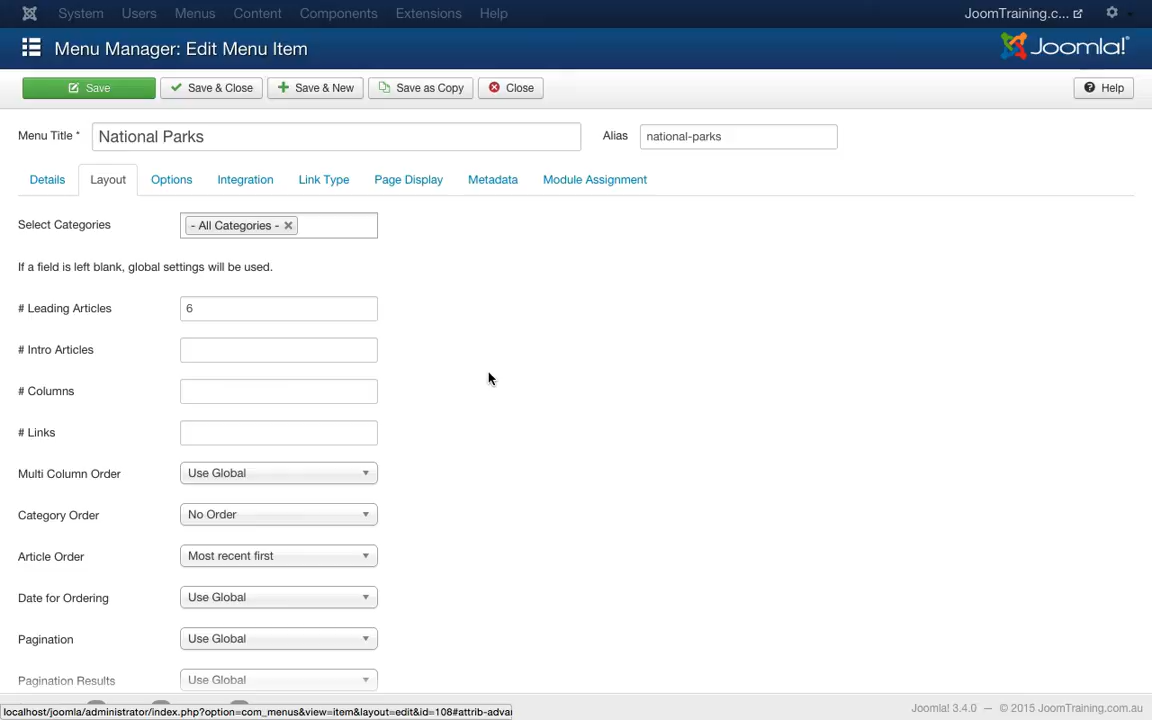 System Users Menus Content Components Extensions Help JoomTraining.c...
Menu Manager: Edit Menu Item Joomla!®
Save Save & Close Save & New Save as Copy Close Help
Menu Title * National Parks Alias national-parks
Details Layout Options Integration Link Type Page Display Metadata Module Assignment
Select Categories - All Categories -
If a field is left blank, global settings will be used.
# Leading Articles 6
# Intro Articles
# Columns
# Links
Multi Column Order Use Global
Category Order No Order
Article Order Most recent first
Date for Ordering Use Global
Pagination Use Global
Pagination Results Use Global
localhost/joomla/administrator/index.php?option=com_menus&view=item&layout=edit&id=108#attrib-adva Joomla! 3.4.0 — © 2015 JoomTraining.com.au